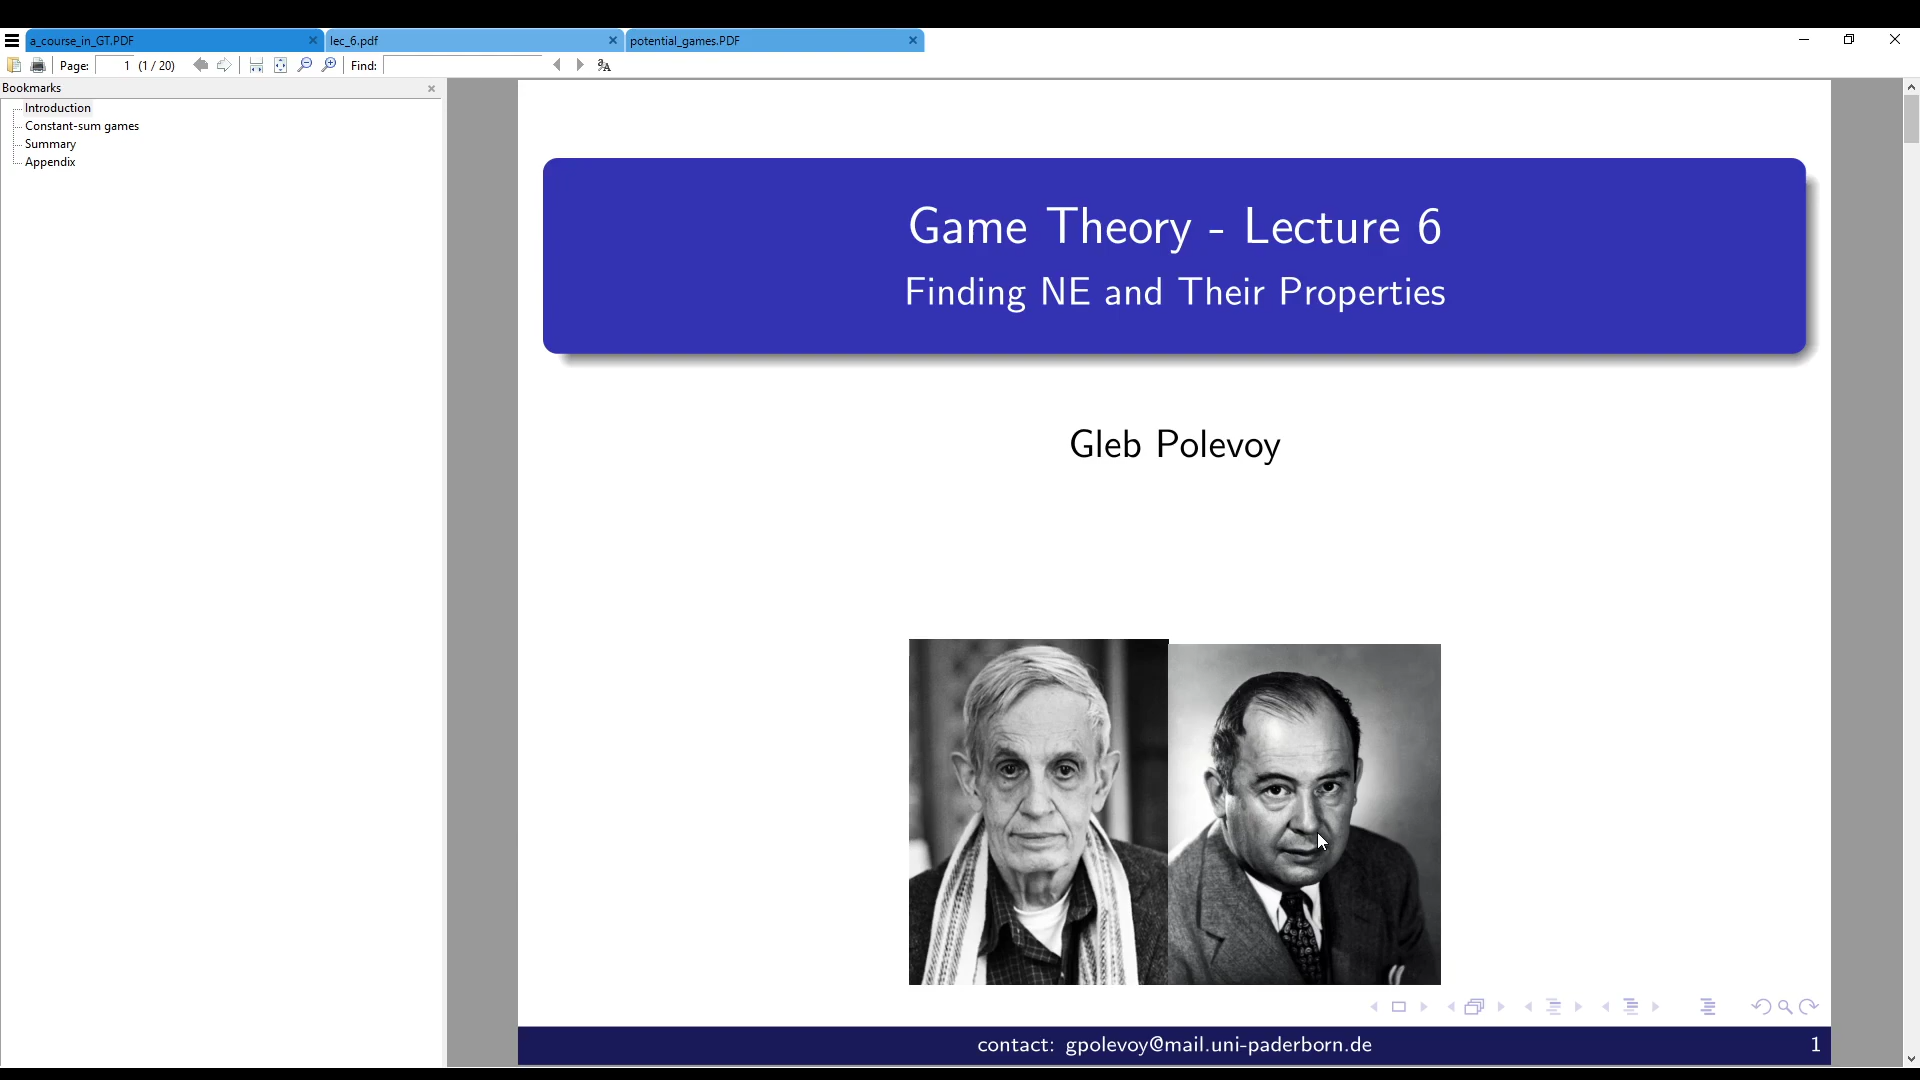 a_course_in_GT.PDF
lec_6.pdf
potential_games.PDF
Page: 1 (1 / 20)
Find:
Bookmarks
Introduction
Constant-sum games
Summary
Appendix
Game Theory - Lecture 6
Finding NE and Their Properties
Gleb Polevoy
contact: gpolevoy@mail.uni-paderborn.de
1